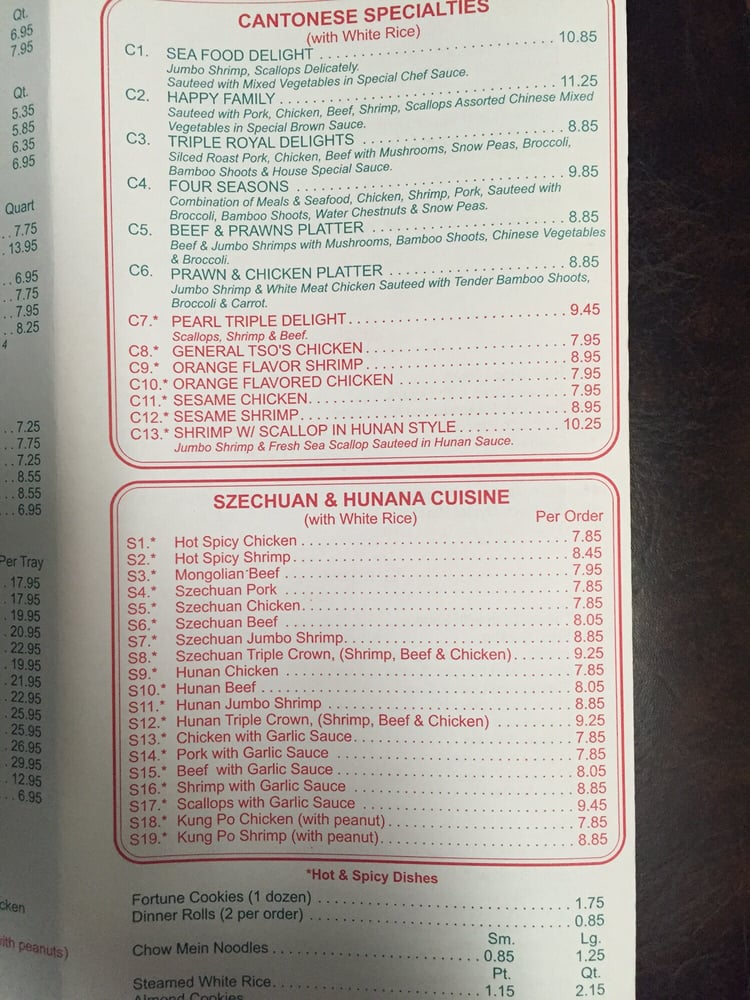 Qt.
6.95
7.95
Qt.
5.35
5.85
6.35
6.95
Quart
. . 7.75
. 13.95
. . 6.95
. . 7.75
. . 7.95
. . 8.25
4
. . 7.25
. . 7.75
. . 7.25
. . 8.55
. . 8.55
. . . 6.95
Per Tray
. 17.95
. 17.95
. 19.95
. 20.95
. 22.95
. 19.95
. 21.95
. 22.95
. 25.95
. 25.95
. 26.95
. 29.95
. 12.95
. . 6.95
cken
ith peanuts)
CANTONESE SPECIALTIES
(with White Rice)
C1. SEA FOOD DELIGHT . . . . . . . . 10.85
Jumbo Shrimp, Scallops Delicately.
Sauteed with Mixed Vegetables in Special Chef Sauce.
C2. HAPPY FAMILY . . . . . . . . 11.25
Sauteed with Pork, Chicken, Beef, Shrimp, Scallops Assorted Chinese Mixed
Vegetables in Special Brown Sauce.
C3. TRIPLE ROYAL DELIGHTS . . . . . . . . 8.85
Silced Roast Pork, Chicken, Beef with Mushrooms, Snow Peas, Broccoli,
Bamboo Shoots & House Special Sauce.
C4. FOUR SEASONS . . . . . . . . 9.85
Combination of Meals & Seafood, Chicken, Shrimp, Pork, Sauteed with
Broccoli, Bamboo Shoots, Water Chestnuts & Snow Peas.
C5. BEEF & PRAWNS PLATTER . . . . . . . . 8.85
Beef & Jumbo Shrimps with Mushrooms, Bamboo Shoots, Chinese Vegetables
& Broccoli.
C6. PRAWN & CHICKEN PLATTER . . . . . . . . 8.85
Jumbo Shrimp & White Meat Chicken Sauteed with Tender Bamboo Shoots,
Broccoli & Carrot.
C7.* PEARL TRIPLE DELIGHT . . . . . . . . 9.45
Scallops, Shrimp & Beef.
C8.* GENERAL TSO'S CHICKEN . . . . . . . . 7.95
C9.* ORANGE FLAVOR SHRIMP . . . . . . . . 8.95
C10.* ORANGE FLAVORED CHICKEN . . . . . . . . 7.95
C11.* SESAME CHICKEN . . . . . . . . 7.95
C12.* SESAME SHRIMP . . . . . . . . 8.95
C13.* SHRIMP W/ SCALLOP IN HUNAN STYLE . . . . . . . . 10.25
Jumbo Shrimp & Fresh Sea Scallop Sauteed in Hunan Sauce.
SZECHUAN & HUNANA CUISINE
(with White Rice) Per Order
S1.* Hot Spicy Chicken . . . . . . . . 7.85
S2.* Hot Spicy Shrimp . . . . . . . . 8.45
S3.* Mongolian Beef . . . . . . . . 7.95
S4.* Szechuan Pork . . . . . . . . 7.85
S5.* Szechuan Chicken . . . . . . . . 7.85
S6.* Szechuan Beef . . . . . . . . 8.05
S7.* Szechuan Jumbo Shrimp . . . . . . . . 8.85
S8.* Szechuan Triple Crown, (Shrimp, Beef & Chicken) . . . . . . . . 9.25
S9.* Hunan Chicken . . . . . . . . 7.85
S10.* Hunan Beef . . . . . . . . 8.05
S11.* Hunan Jumbo Shrimp . . . . . . . . 8.85
S12.* Hunan Triple Crown, (Shrimp, Beef & Chicken) . . . . . . . . 9.25
S13.* Chicken with Garlic Sauce . . . . . . . . 7.85
S14.* Pork with Garlic Sauce . . . . . . . . 7.85
S15.* Beef with Garlic Sauce . . . . . . . . 8.05
S16.* Shrimp with Garlic Sauce . . . . . . . . 8.85
S17.* Scallops with Garlic Sauce . . . . . . . . 9.45
S18.* Kung Po Chicken (with peanut) . . . . . . . . 7.85
S19.* Kung Po Shrimp (with peanut) . . . . . . . . 8.85
*Hot & Spicy Dishes
Fortune Cookies (1 dozen) . . . . . . . . 1.75
Dinner Rolls (2 per order) . . . . . . . . 0.85
Sm. Lg.
Chow Mein Noodles . . . . . . . . 0.85 1.25
Pt. Qt.
Steamed White Rice . . . . . . . . 1.15 2.15
Almond Cookies